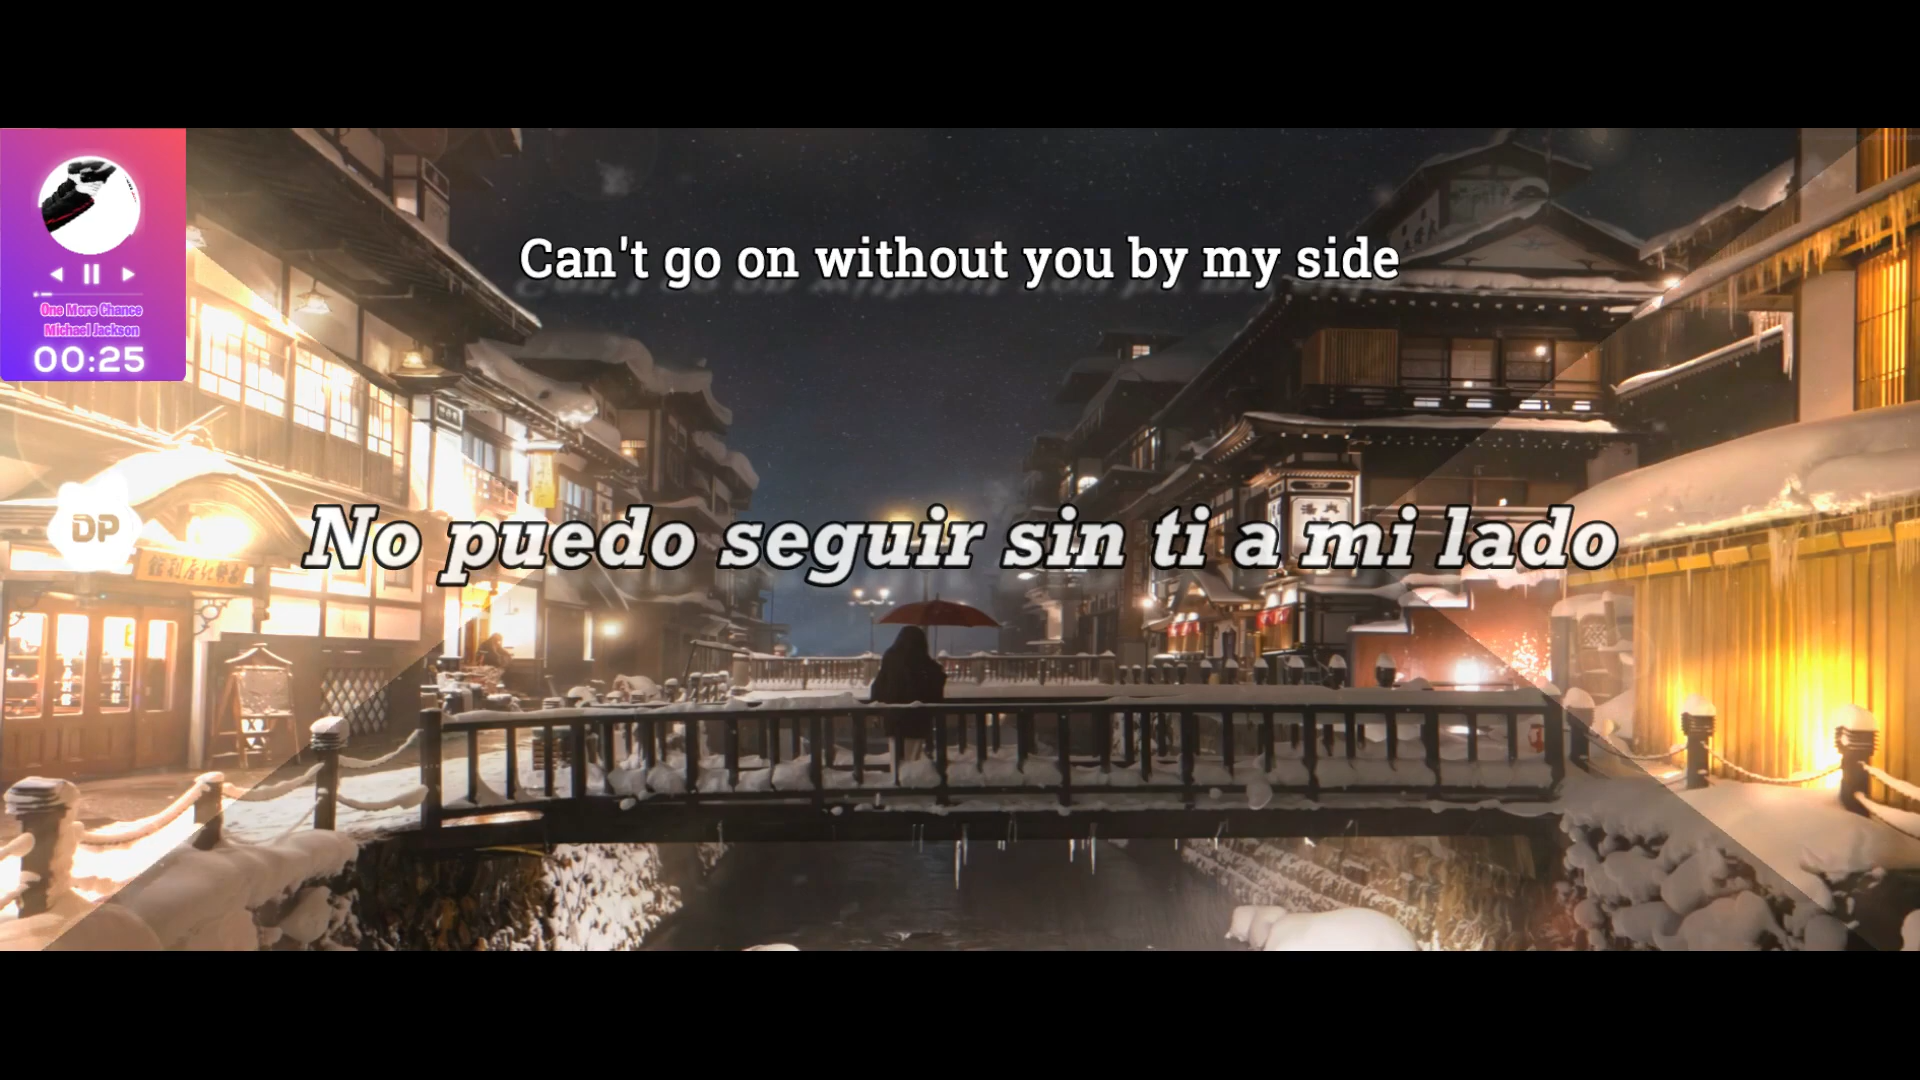 One More Chance
Michael Jackson
00:25
Can't go on without you by my side
No puedo seguir sin ti a mi lado
DP